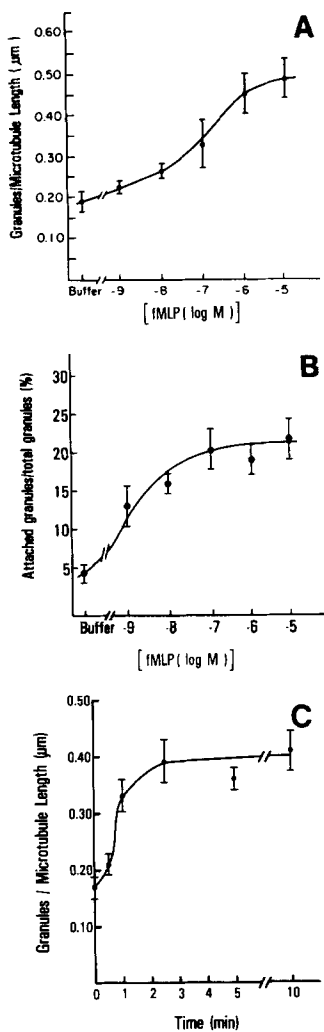 A
Granules/Microtubule Length (µm)
0.60
0.50
0.40
0.30
0.20
0.10
Buffer -9 -8 -7 -6 -5
[fMLP(log M)]
B
Attached granules/total granules (%)
30
25
20
15
10
5
Buffer -9 -8 -7 -6 -5
[fMLP(log M)]
C
Granules / Microtubule Length (µm)
0.50
0.40
0.30
0.20
0.10
0 1 2 3 4 5 10
Time (min)